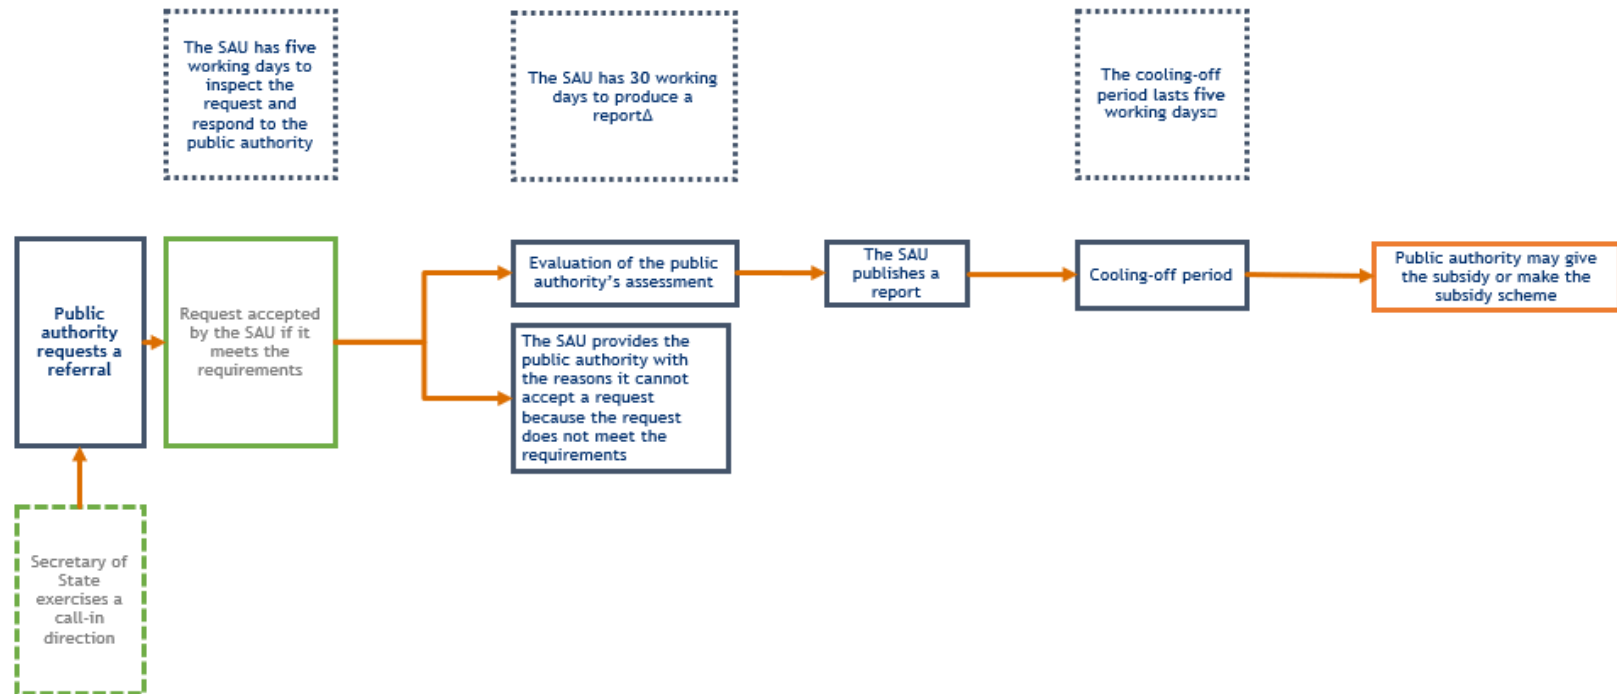 The SAU has five
working days to
inspect the
request and
respond to the
public authority
The SAU has 30 working
days to produce a
reportΔ
The cooling-off
period lasts five
working days□
Public
authority
requests a
referral
Request accepted
by the SAU if it
meets the
requirements
Evaluation of the public
authority's assessment
The SAU
publishes a
report
Cooling-off period
Public authority may give
the subsidy or make the
subsidy scheme
The SAU provides the
public authority with
the reasons it cannot
accept a request
because the request
does not meet the
requirements
Secretary of
State
exercises a
call-in
direction